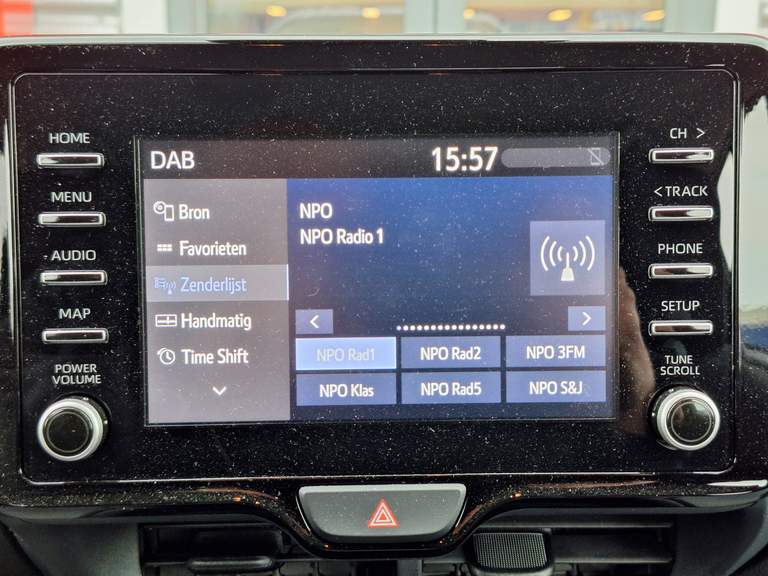 HOME
MENU
AUDIO
MAP
POWER
VOLUME
DAB 15:57
Bron
Favorieten
Zenderlijst
Handmatig
Time Shift
NPO
NPO Radio 1
< >
NPO Rad1 NPO Rad2 NPO 3FM
NPO Klas NPO Rad5 NPO S&J
CH >
< TRACK
PHONE
SETUP
TUNE
SCROLL